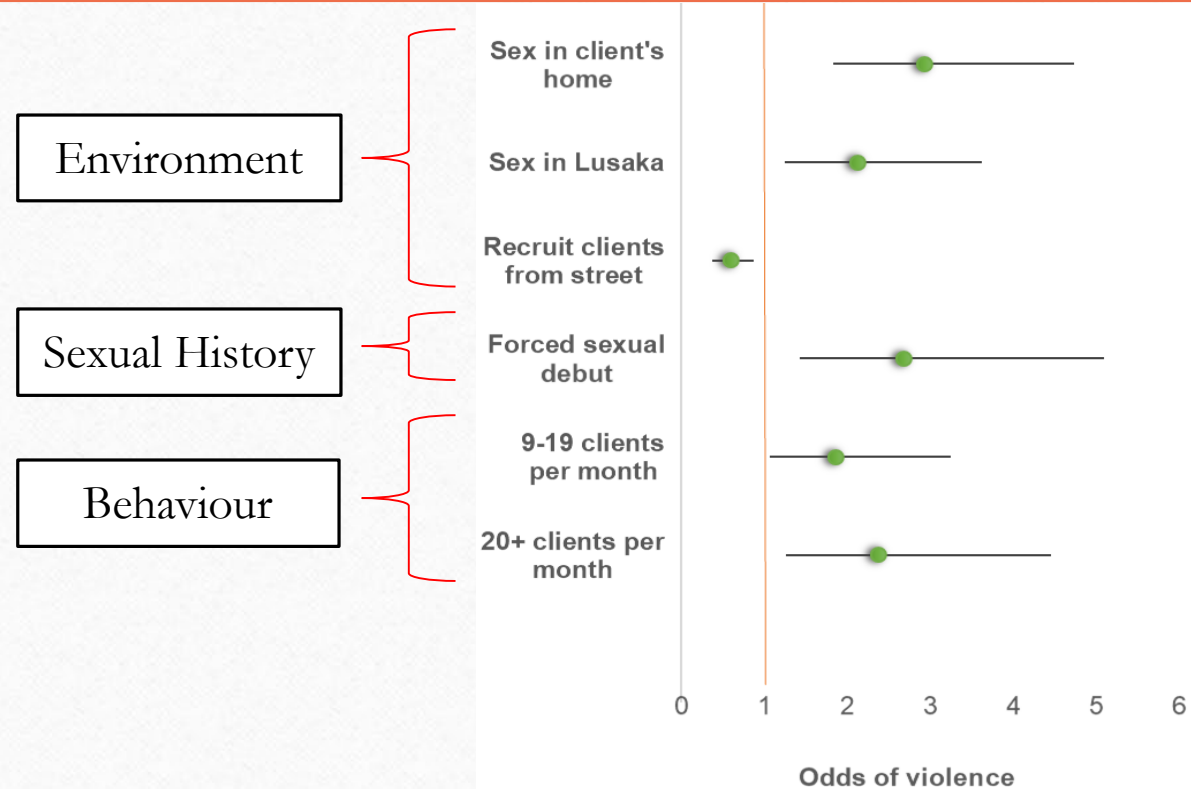 Environment
Sexual History
Behaviour
Sex in client's
home
Sex in Lusaka
Recruit clients
from street
Forced sexual
debut
9-19 clients
per month
20+ clients per
month
0 1 2 3 4 5 6
Odds of violence